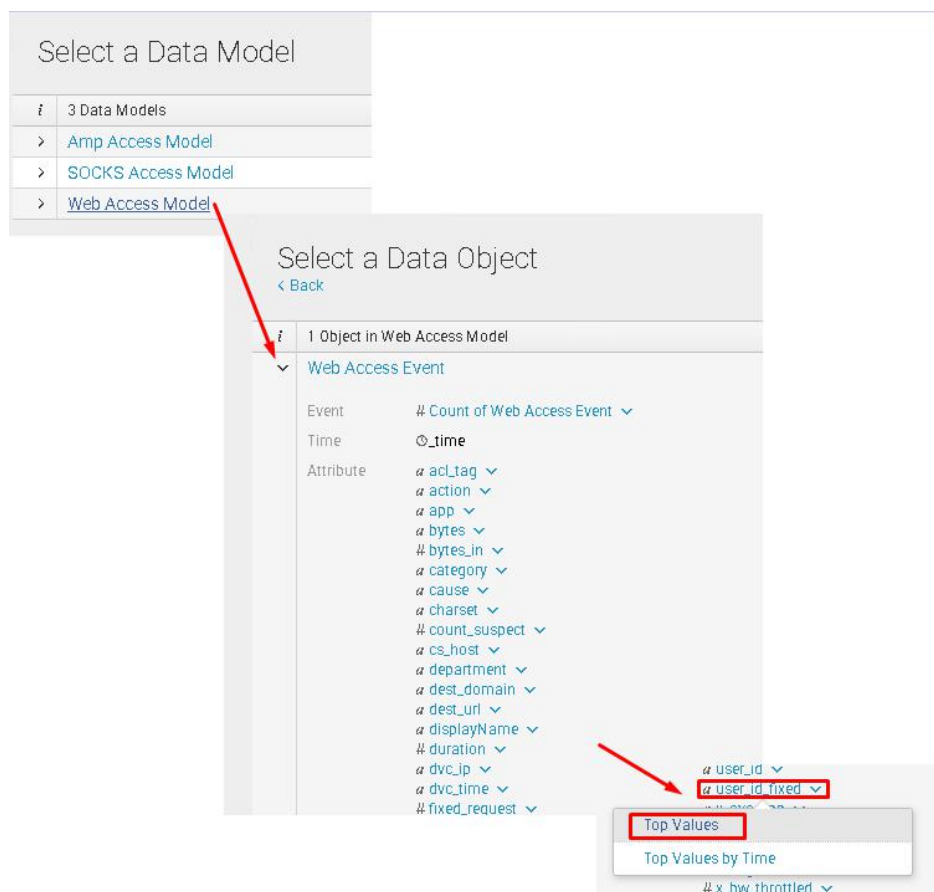 Select a Data Model
i 3 Data Models
> Amp Access Model
> SOCKS Access Model
> Web Access Model
Select a Data Object
< Back
i 1 Object in Web Access Model
Web Access Event
Event # Count of Web Access Event
Time _time
Attribute a acl_tag
a action
a app
a bytes
# bytes_in
a category
a cause
a charset
# count_suspect
a cs_host
a department
a dest_domain
a dest_url
a displayName
# duration
a dvc_ip
a dvc_time
# fixed_request
a user_id
a user_id_fixed
Top Values
Top Values by Time
# x_bw_throttled